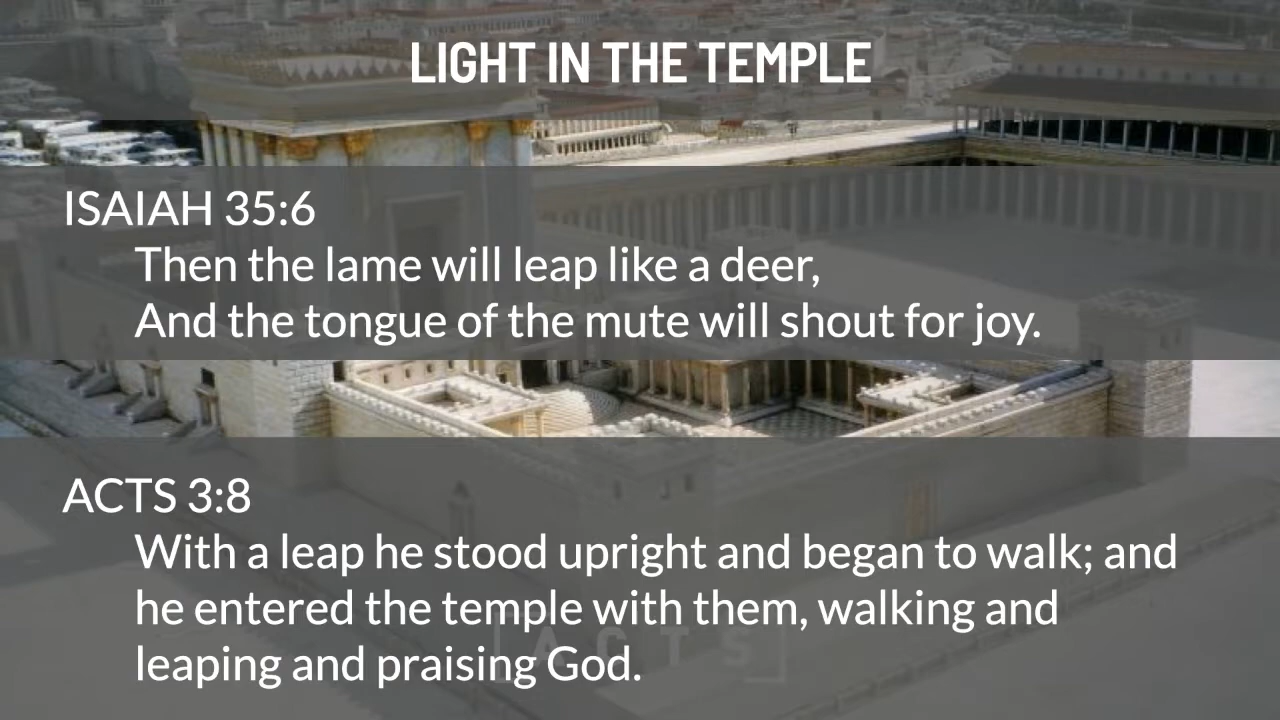 LIGHT IN THE TEMPLE
ISAIAH 35:6
Then the lame will leap like a deer,
And the tongue of the mute will shout for joy.
ACTS 3:8
With a leap he stood upright and began to walk; and
he entered the temple with them, walking and
leaping and praising God.
[ACTS]